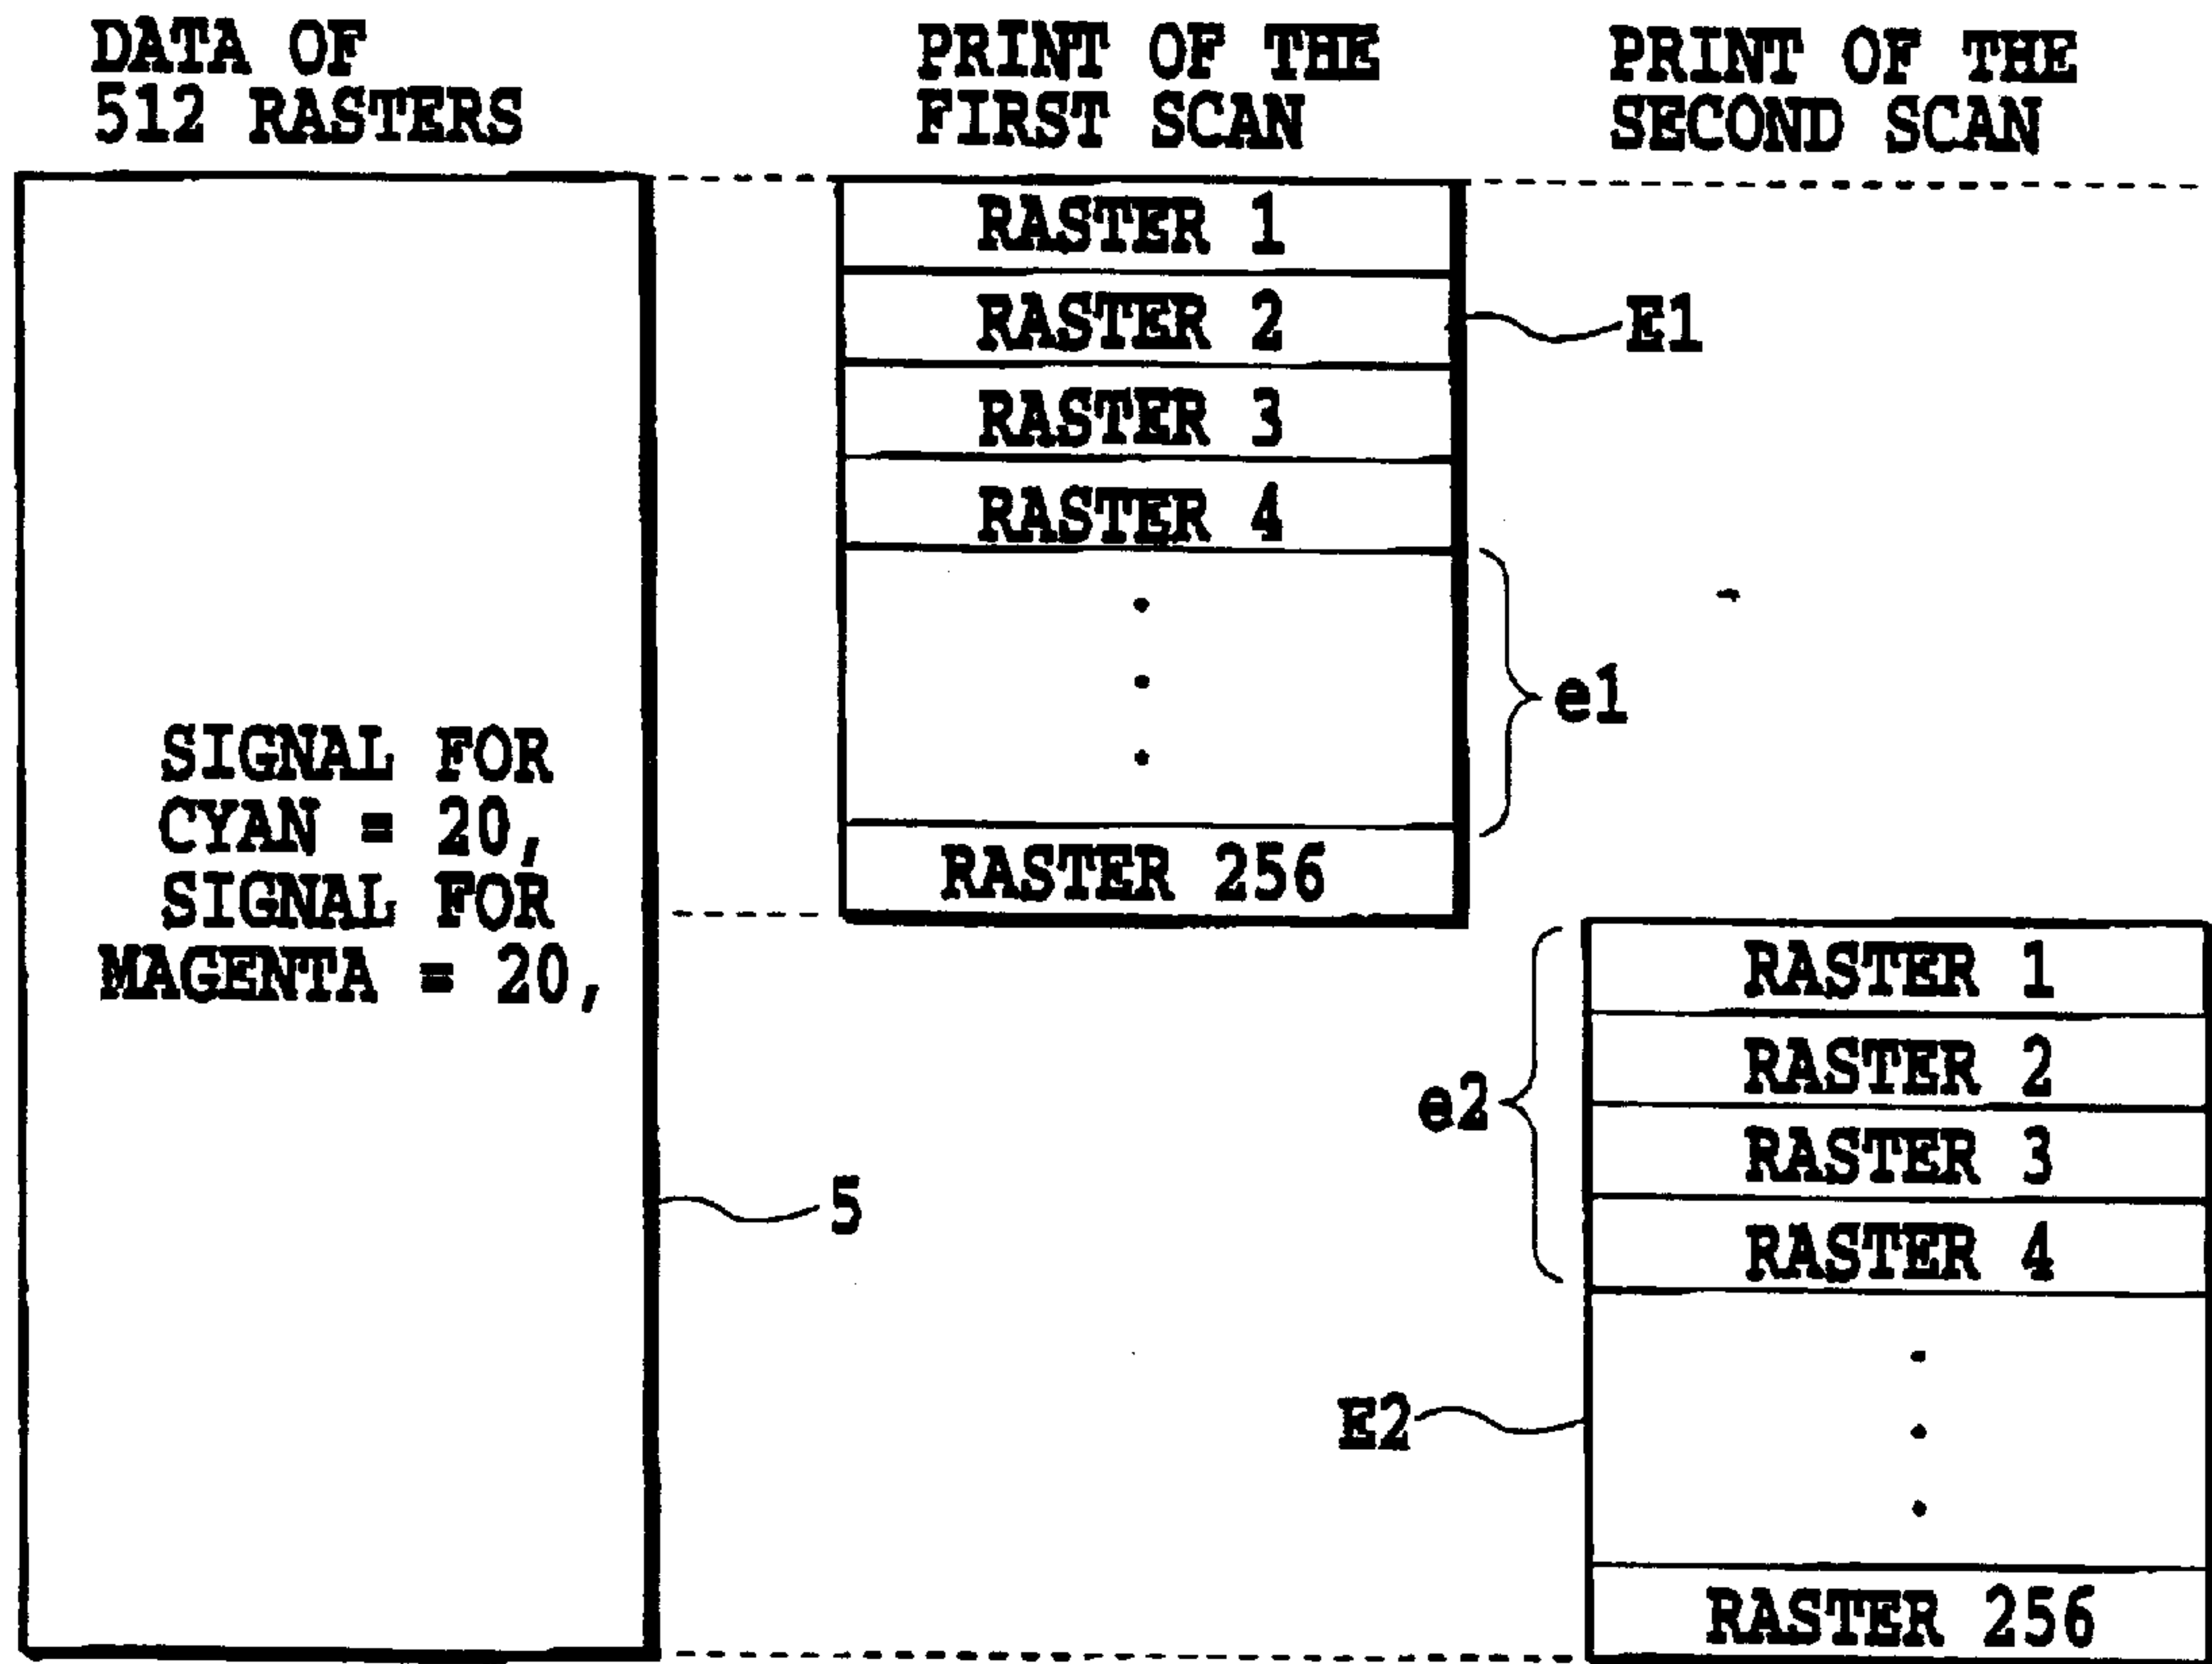 DATA OF
512 RASTERS
SIGNAL FOR
CYAN = 20,
SIGNAL FOR
MAGENTA = 20,
5
PRINT OF THE
FIRST SCAN
RASTER 1
RASTER 2
RASTER 3
RASTER 4
RASTER 256
E1
e1
PRINT OF THE
SECOND SCAN
RASTER 1
RASTER 2
RASTER 3
RASTER 4
RASTER 256
e2
E2